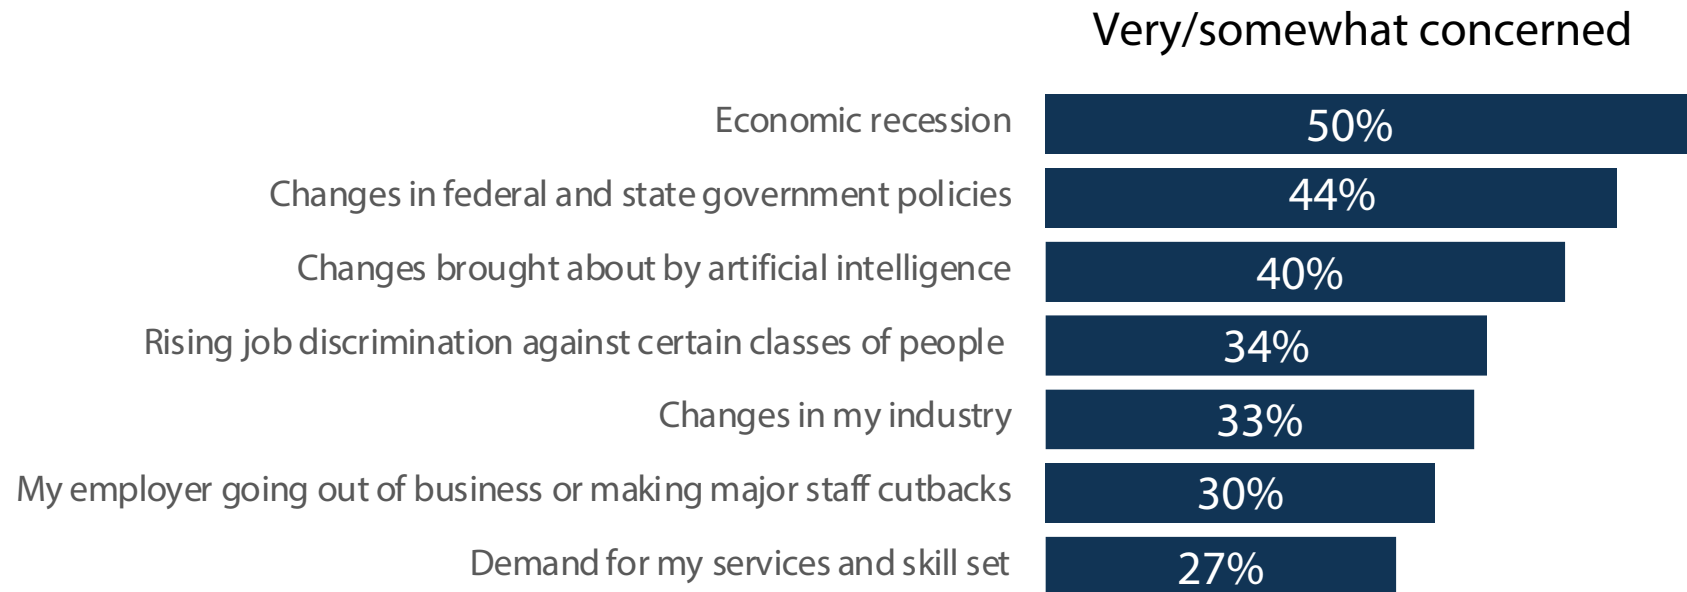 Very/somewhat concerned
Economic recession 50%
Changes in federal and state government policies 44%
Changes brought about by artificial intelligence 40%
Rising job discrimination against certain classes of people 34%
Changes in my industry 33%
My employer going out of business or making major staff cutbacks 30%
Demand for my services and skill set 27%